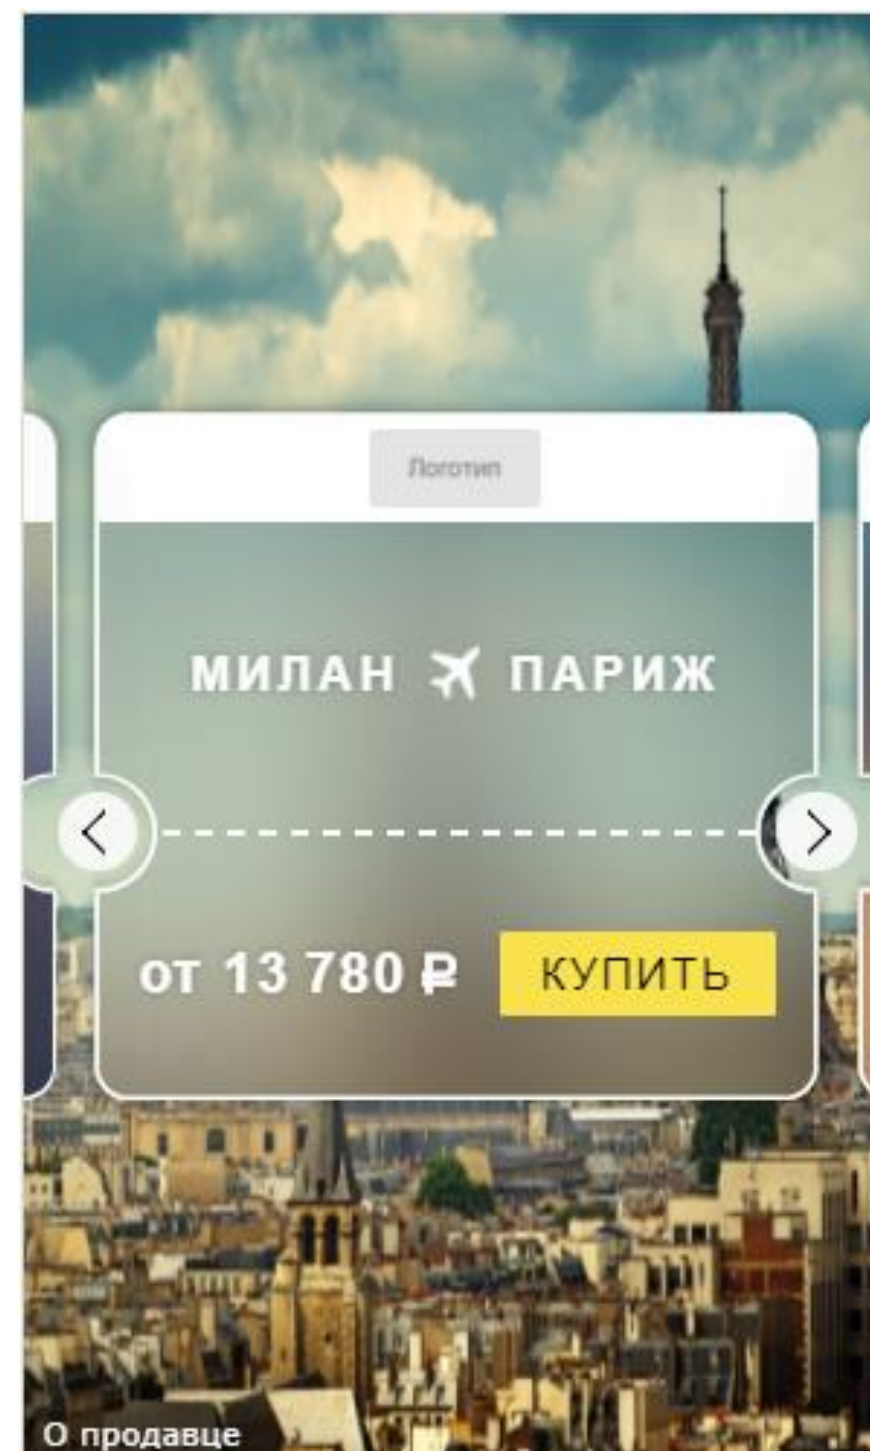 Логотип
МИЛАН ✈ ПАРИЖ
от 13 780 ₽
КУПИТЬ
О продавце